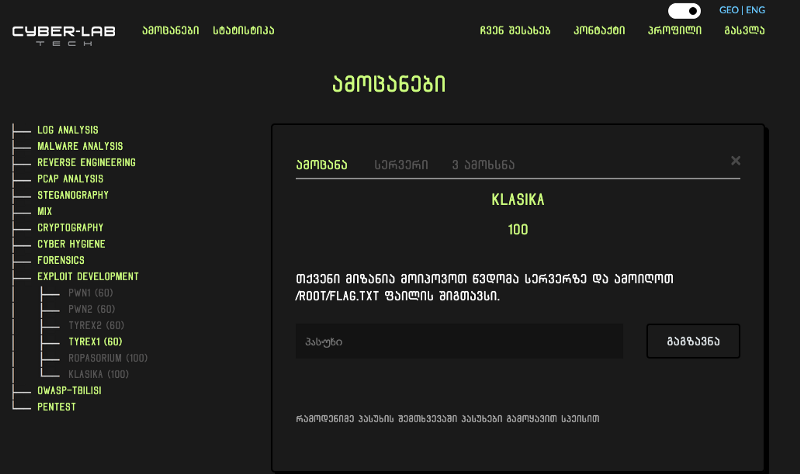 GEO | ENG
CYBER-LAB
TECH
ამოცანები სტატისტიკა
ჩვენ შესახებ კონტაქტი პროფილი გასვლა
ამოცანები
LOG ANALYSIS
MALWARE ANALYSIS
REVERSE ENGINEERING
PCAP ANALYSIS
STEGANOGRAPHY
MIX
CRYPTOGRAPHY
CYBER HYGIENE
FORENSICS
EXPLOIT DEVELOPMENT
PWN1 (60)
PWN2 (60)
TYREX2 (60)
TYREX1 (60)
ROPASORIUM (100)
KLASIKA (100)
OWASP-TBILISI
PENTEST
ამოცანა სერვერი 3 ამოხსნა
KLASIKA
100
თქვენი მიზანია მოიპოვოთ წვდომა სერვერზე და ამოიღოთ
/ROOT/FLAG.TXT ფაილის შიგთავსი.
პასუხი
გაგზავნა
რამოდენიმე პასუხის შემთხვევაში პასუხები გამოყავით სპეისით